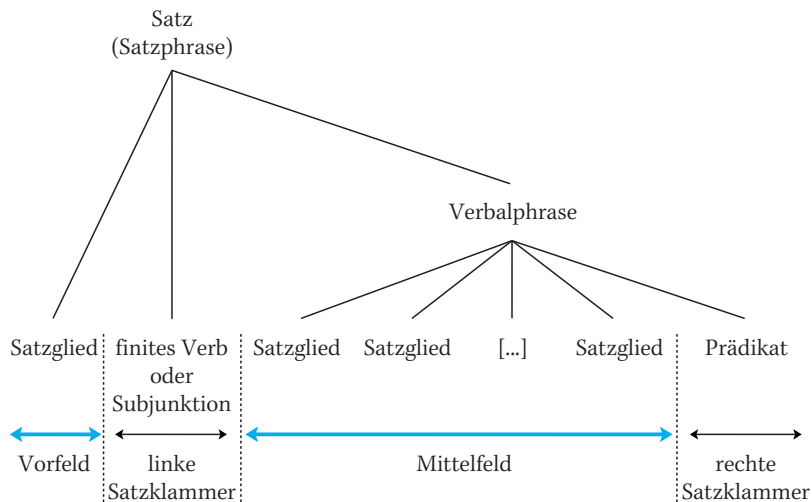 Satz
(Satzphrase)
Verbalphrase
Satzglied
finites Verb
oder
Subjunktion
Satzglied
Satzglied
[...]
Satzglied
Prädikat
Vorfeld
linke
Satzklammer
Mittelfeld
rechte
Satzklammer